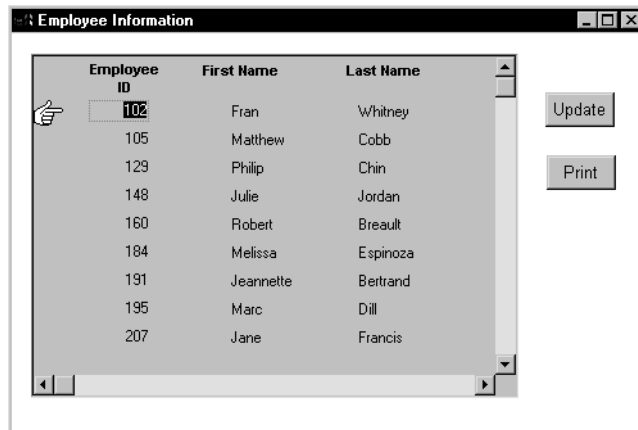 Employee Information
Employee ID First Name Last Name
102 Fran Whitney
105 Matthew Cobb
129 Philip Chin
148 Julie Jordan
160 Robert Breault
184 Melissa Espinoza
191 Jeannette Bertrand
195 Marc Dill
207 Jane Francis
Update
Print